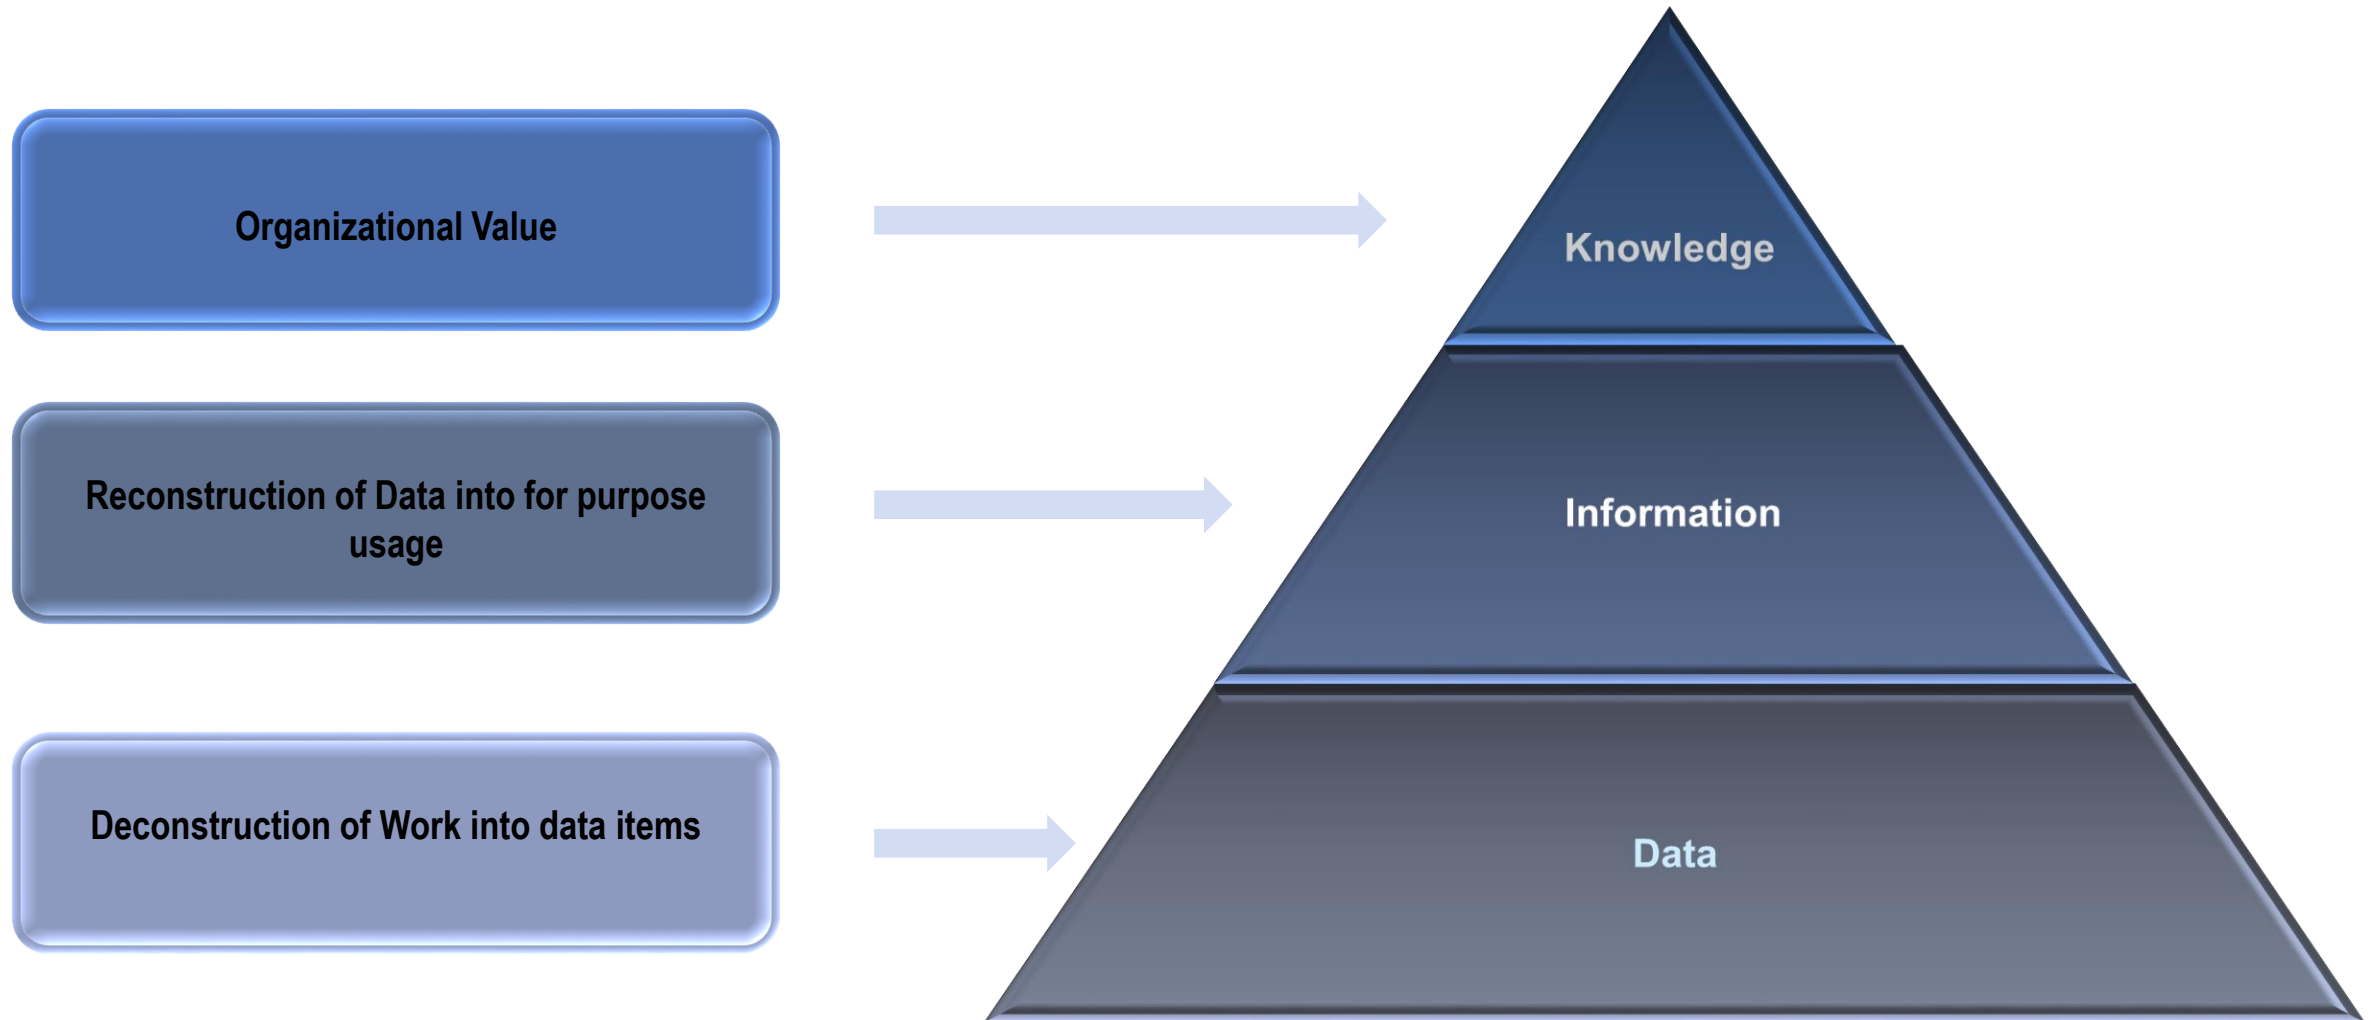 Organizational Value
Knowledge
Reconstruction of Data into for purpose
usage
Information
Deconstruction of Work into data items
Data